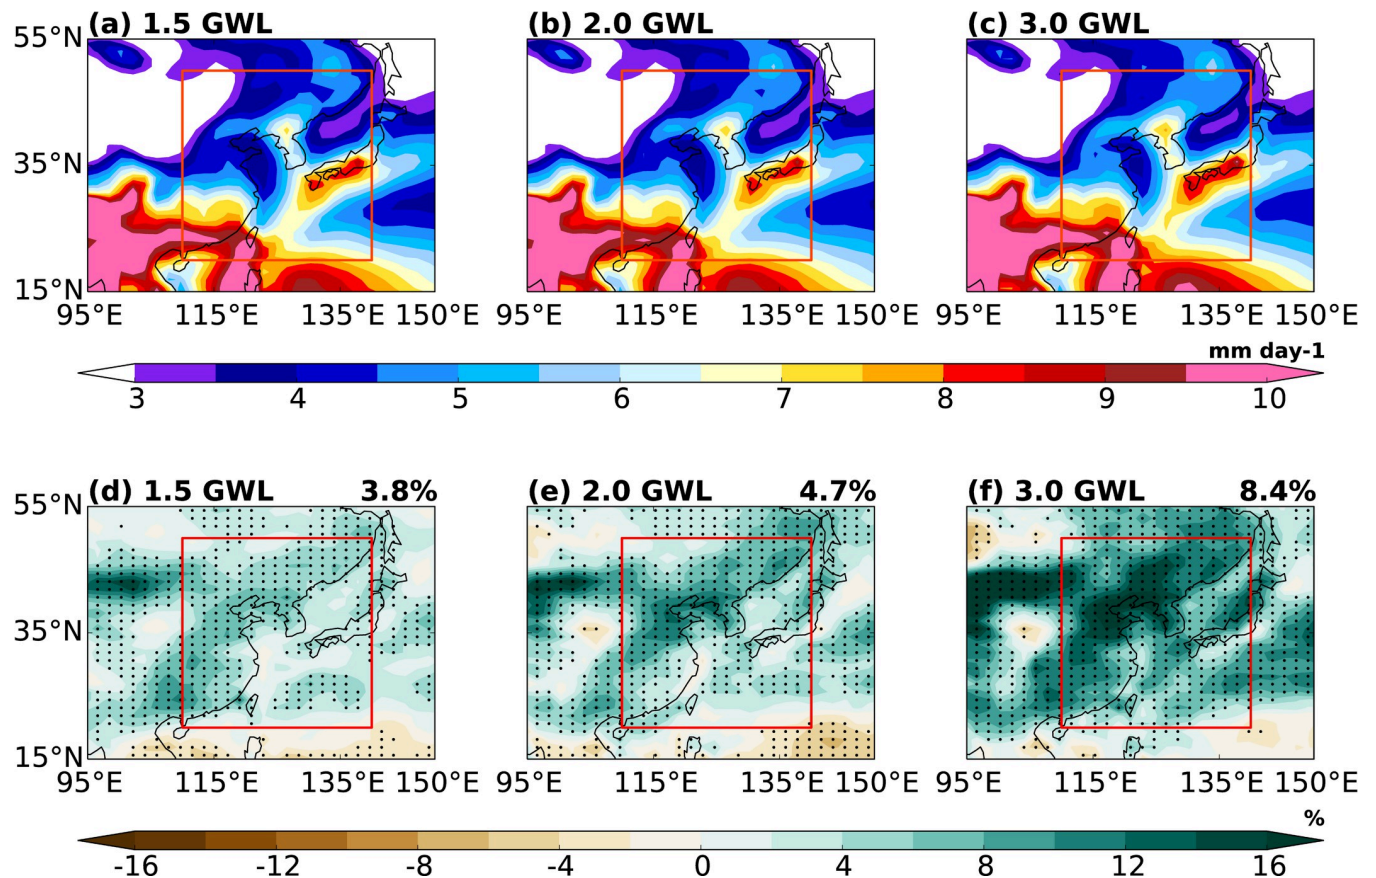 (a) 1.5 GWL
(b) 2.0 GWL
(c) 3.0 GWL
55°N
35°N
15°N
95°E 115°E 135°E 150°E
95°E 115°E 135°E 150°E
95°E 115°E 135°E 150°E
mm day-1
3 4 5 6 7 8 9 10
(d) 1.5 GWL 3.8%
(e) 2.0 GWL 4.7%
(f) 3.0 GWL 8.4%
55°N
35°N
15°N
95°E 115°E 135°E 150°E
95°E 115°E 135°E 150°E
95°E 115°E 135°E 150°E
%
-16 -12 -8 -4 0 4 8 12 16